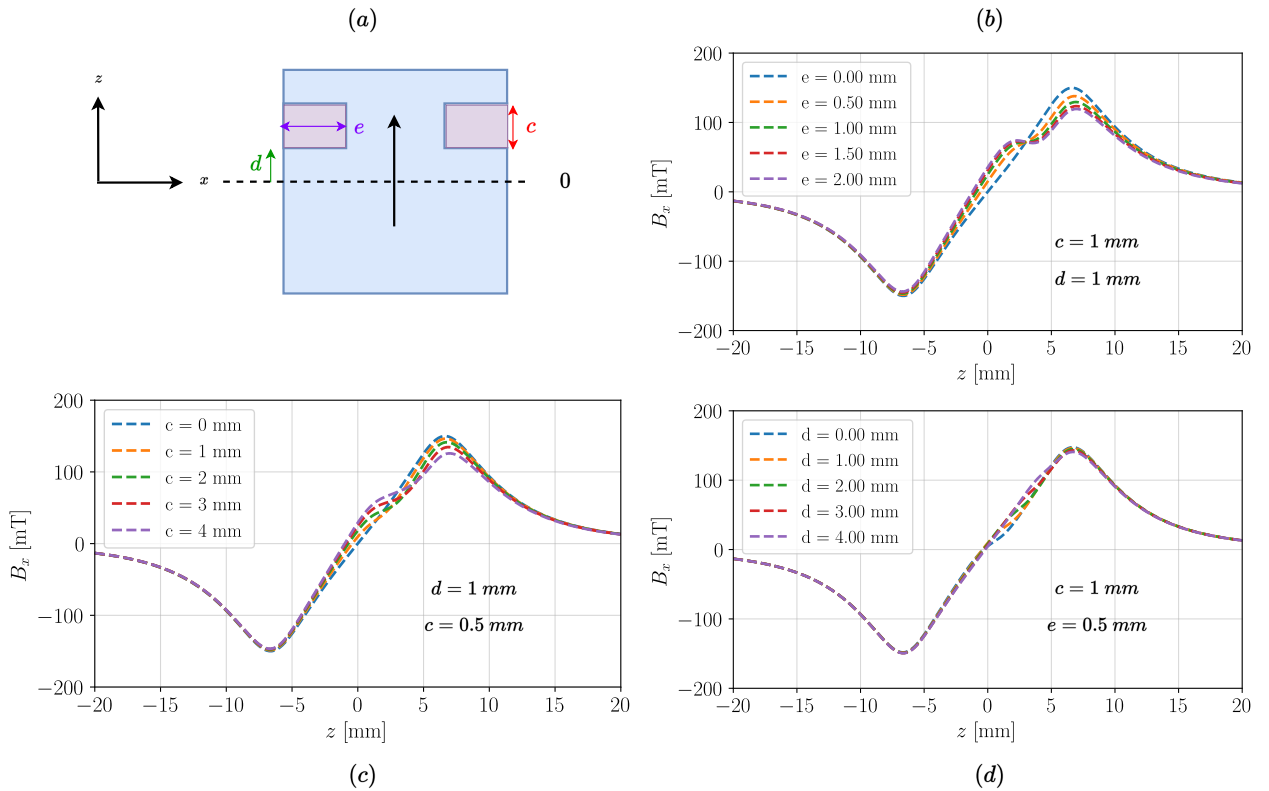 (a)
z
x
e
c
d
0
(b)
200
100
0
−100
−200
B_x [mT]
e = 0.00 mm
e = 0.50 mm
e = 1.00 mm
e = 1.50 mm
e = 2.00 mm
c = 1 mm
d = 1 mm
−20 −15 −10 −5 0 5 10 15 20
z [mm]
200
100
0
−100
−200
B_x [mT]
c = 0 mm
c = 1 mm
c = 2 mm
c = 3 mm
c = 4 mm
d = 1 mm
c = 0.5 mm
−20 −15 −10 −5 0 5 10 15 20
z [mm]
(c)
200
100
0
−100
−200
B_x [mT]
d = 0.00 mm
d = 1.00 mm
d = 2.00 mm
d = 3.00 mm
d = 4.00 mm
c = 1 mm
e = 0.5 mm
−20 −15 −10 −5 0 5 10 15 20
z [mm]
(d)